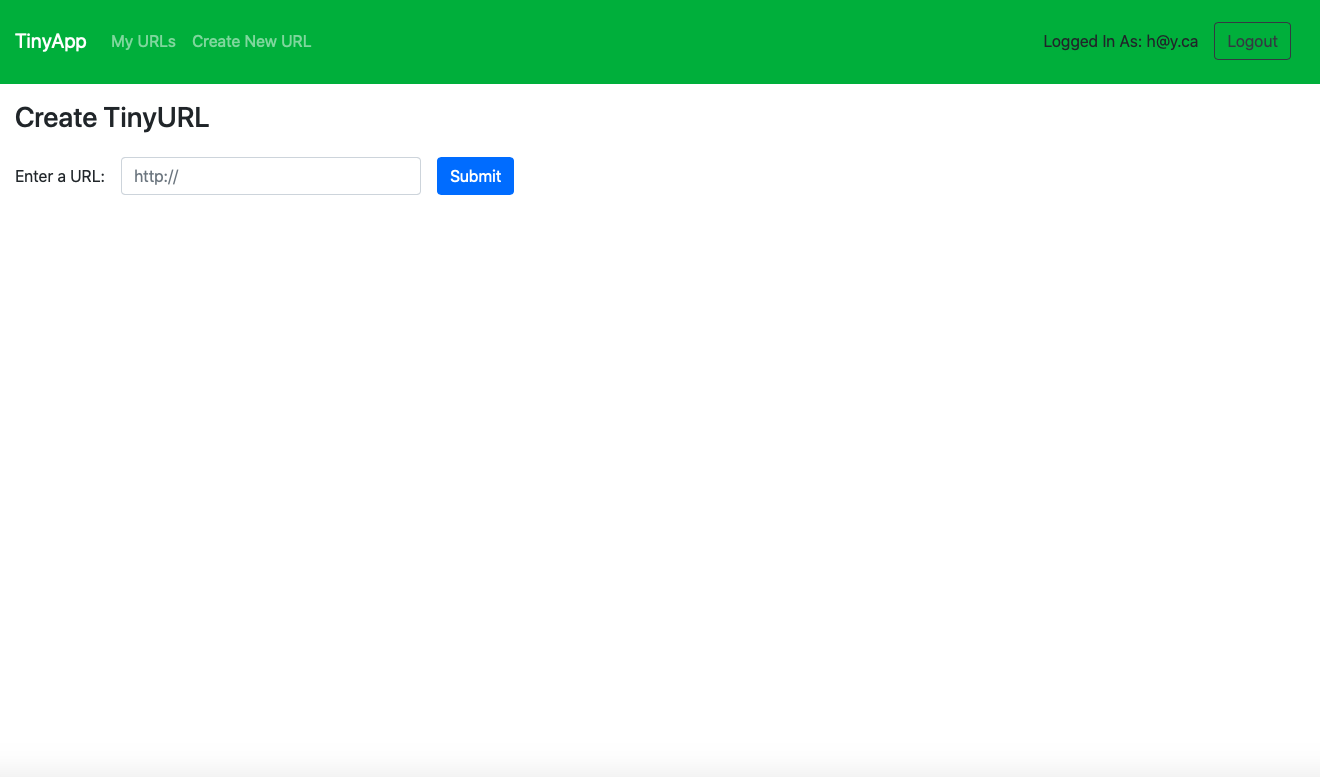 TinyApp My URLs Create New URL Logged In As: h@y.ca Logout
Create TinyURL
Enter a URL: http:// Submit